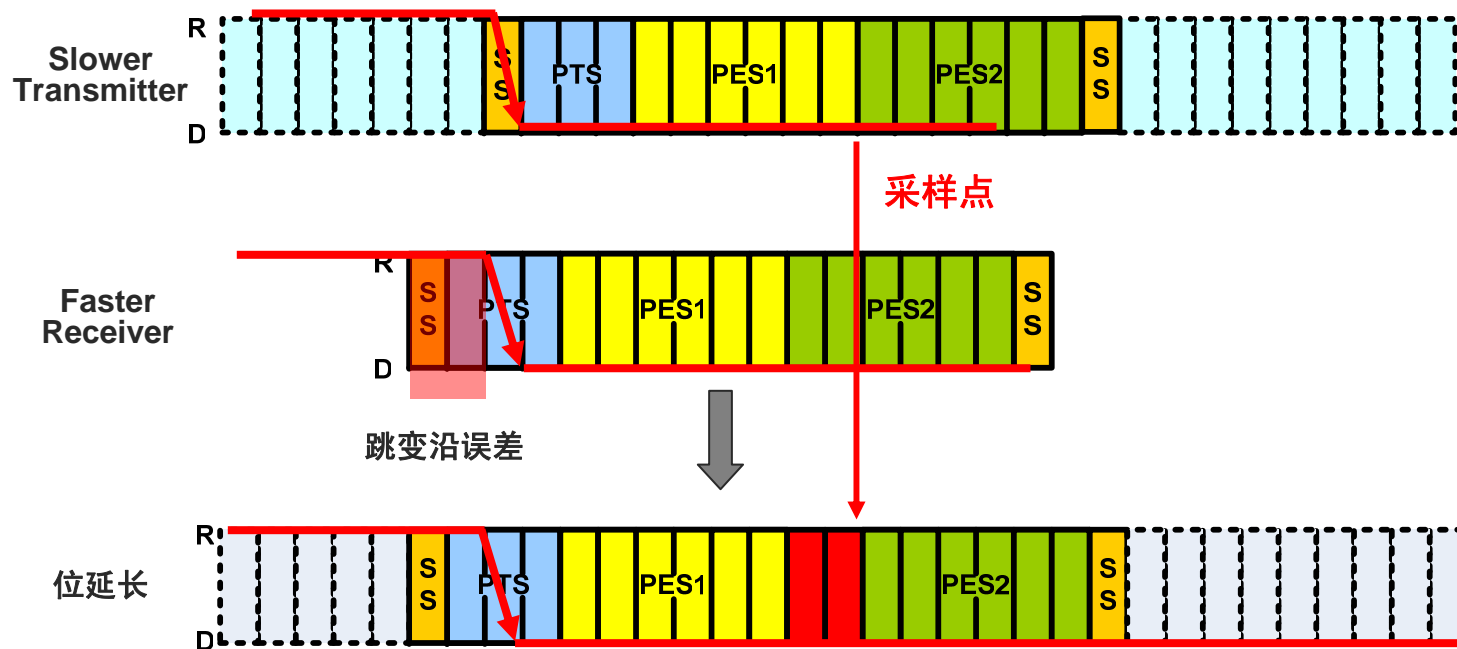 R
Slower
Transmitter
D
S
S
PTS
PES1
PES2
S
S
采样点
R
Faster
Receiver
D
S
S
PTS
PES1
PES2
S
S
跳变沿误差
R
位延长
D
S
S
PTS
PES1
PES2
S
S